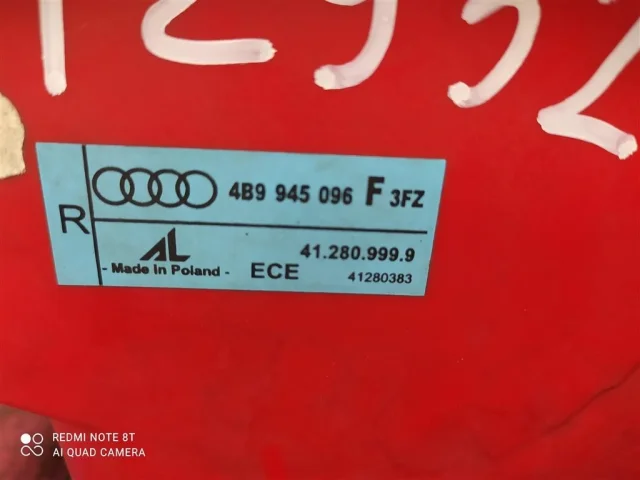 12952
R
4B9 945 096 F 3FZ
AL
41.280.999.9
- Made in Poland -
ECE
41280383
REDMI NOTE 8T
AI QUAD CAMERA